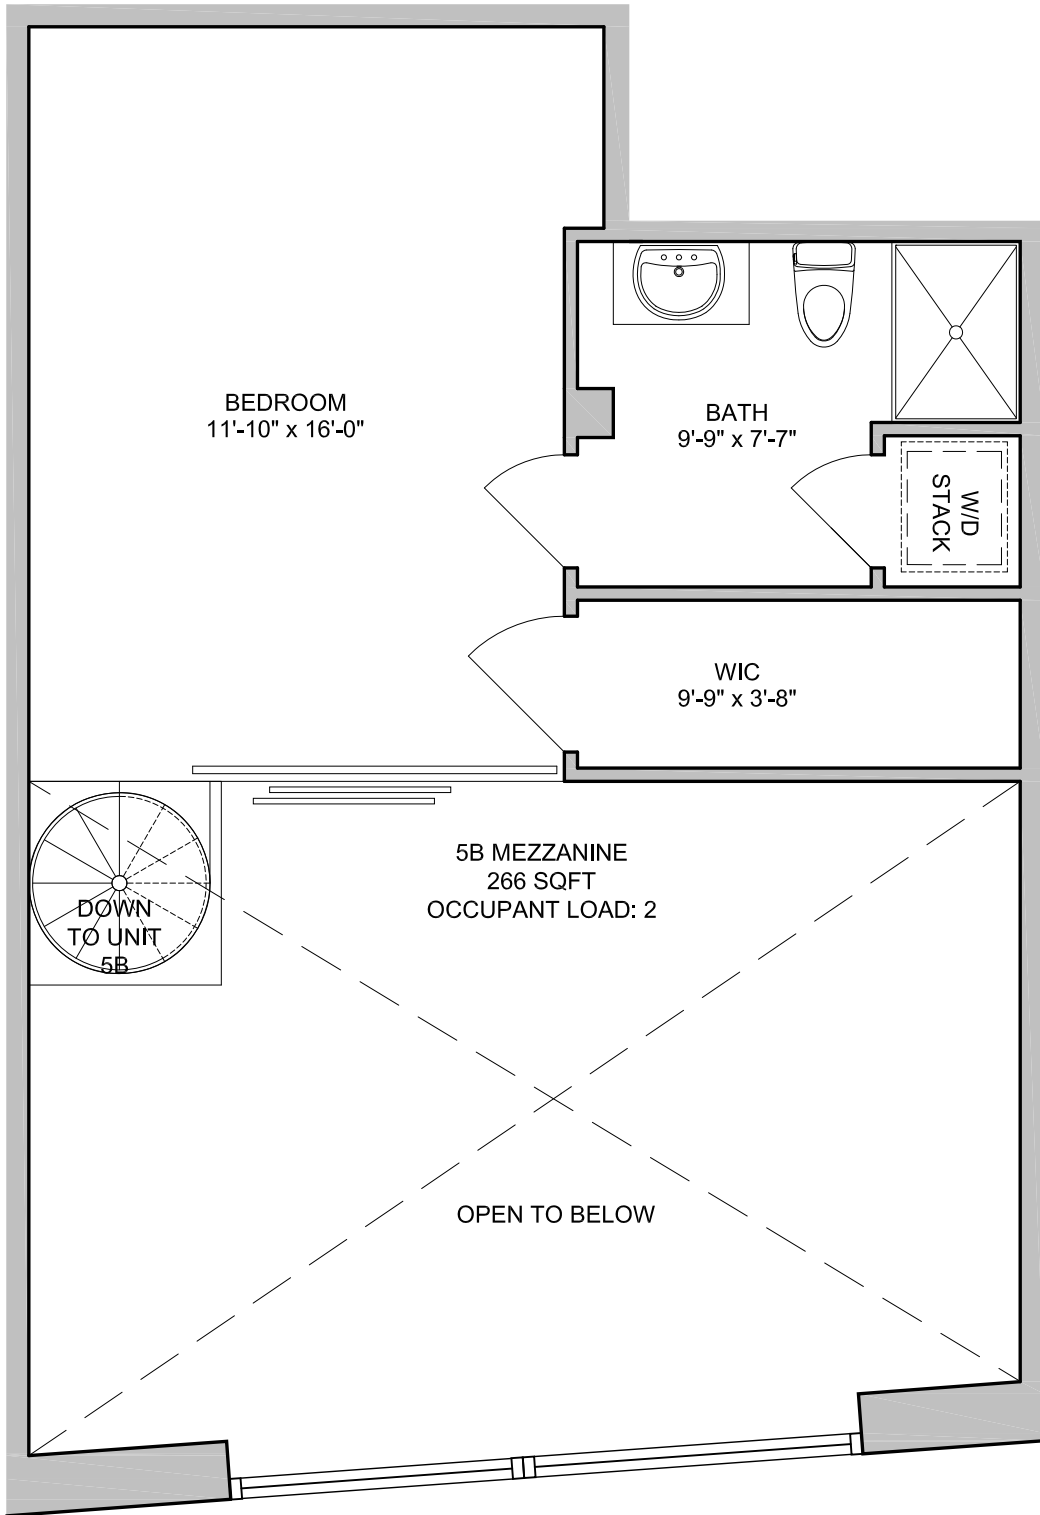 BEDROOM
11'-10" x 16'-0"
BATH
9'-9" x 7'-7"
W/D
STACK
WIC
9'-9" x 3'-8"
5B MEZZANINE
266 SQFT
OCCUPANT LOAD: 2
DOWN
TO UNIT
5B
OPEN TO BELOW